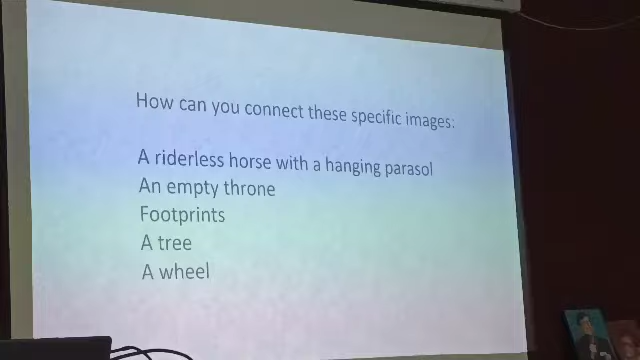 How can you connect these specific images:
A riderless horse with a hanging parasol
An empty throne
Footprints
A tree
A wheel